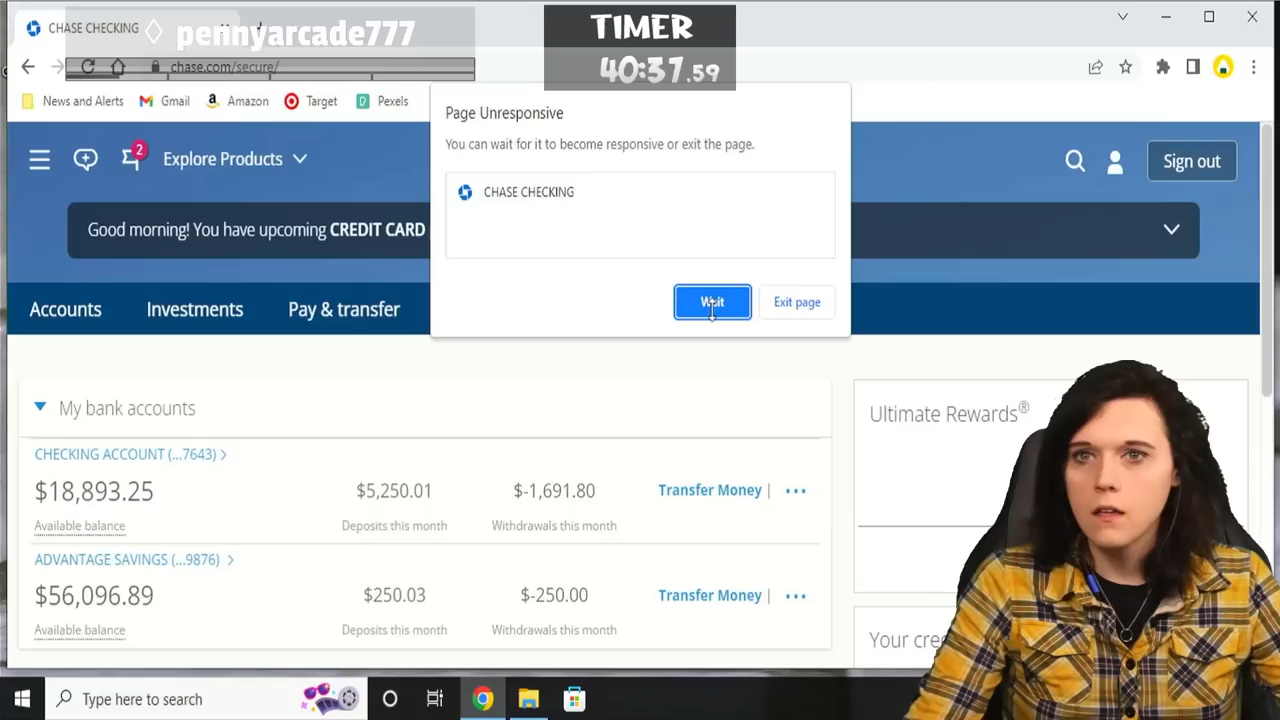 CHASE CHECKING
pennyarcade777
TIMER
40:37.59
chase.com/secure/
News and Alerts
Gmail
Amazon
Target
Pexels
Page Unresponsive
You can wait for it to become responsive or exit the page.
CHASE CHECKING
Wait
Exit page
2
Explore Products
Sign out
Good morning! You have upcoming CREDIT CARD
Accounts
Investments
Pay & transfer
My bank accounts
Ultimate Rewards®
CHECKING ACCOUNT (...7643)
$18,893.25
$5,250.01
$-1,691.80
Transfer Money
Available balance
Deposits this month
Withdrawals this month
ADVANTAGE SAVINGS (...9876)
$56,096.89
$250.03
$-250.00
Transfer Money
Available balance
Deposits this month
Withdrawals this month
Your cre
Type here to search